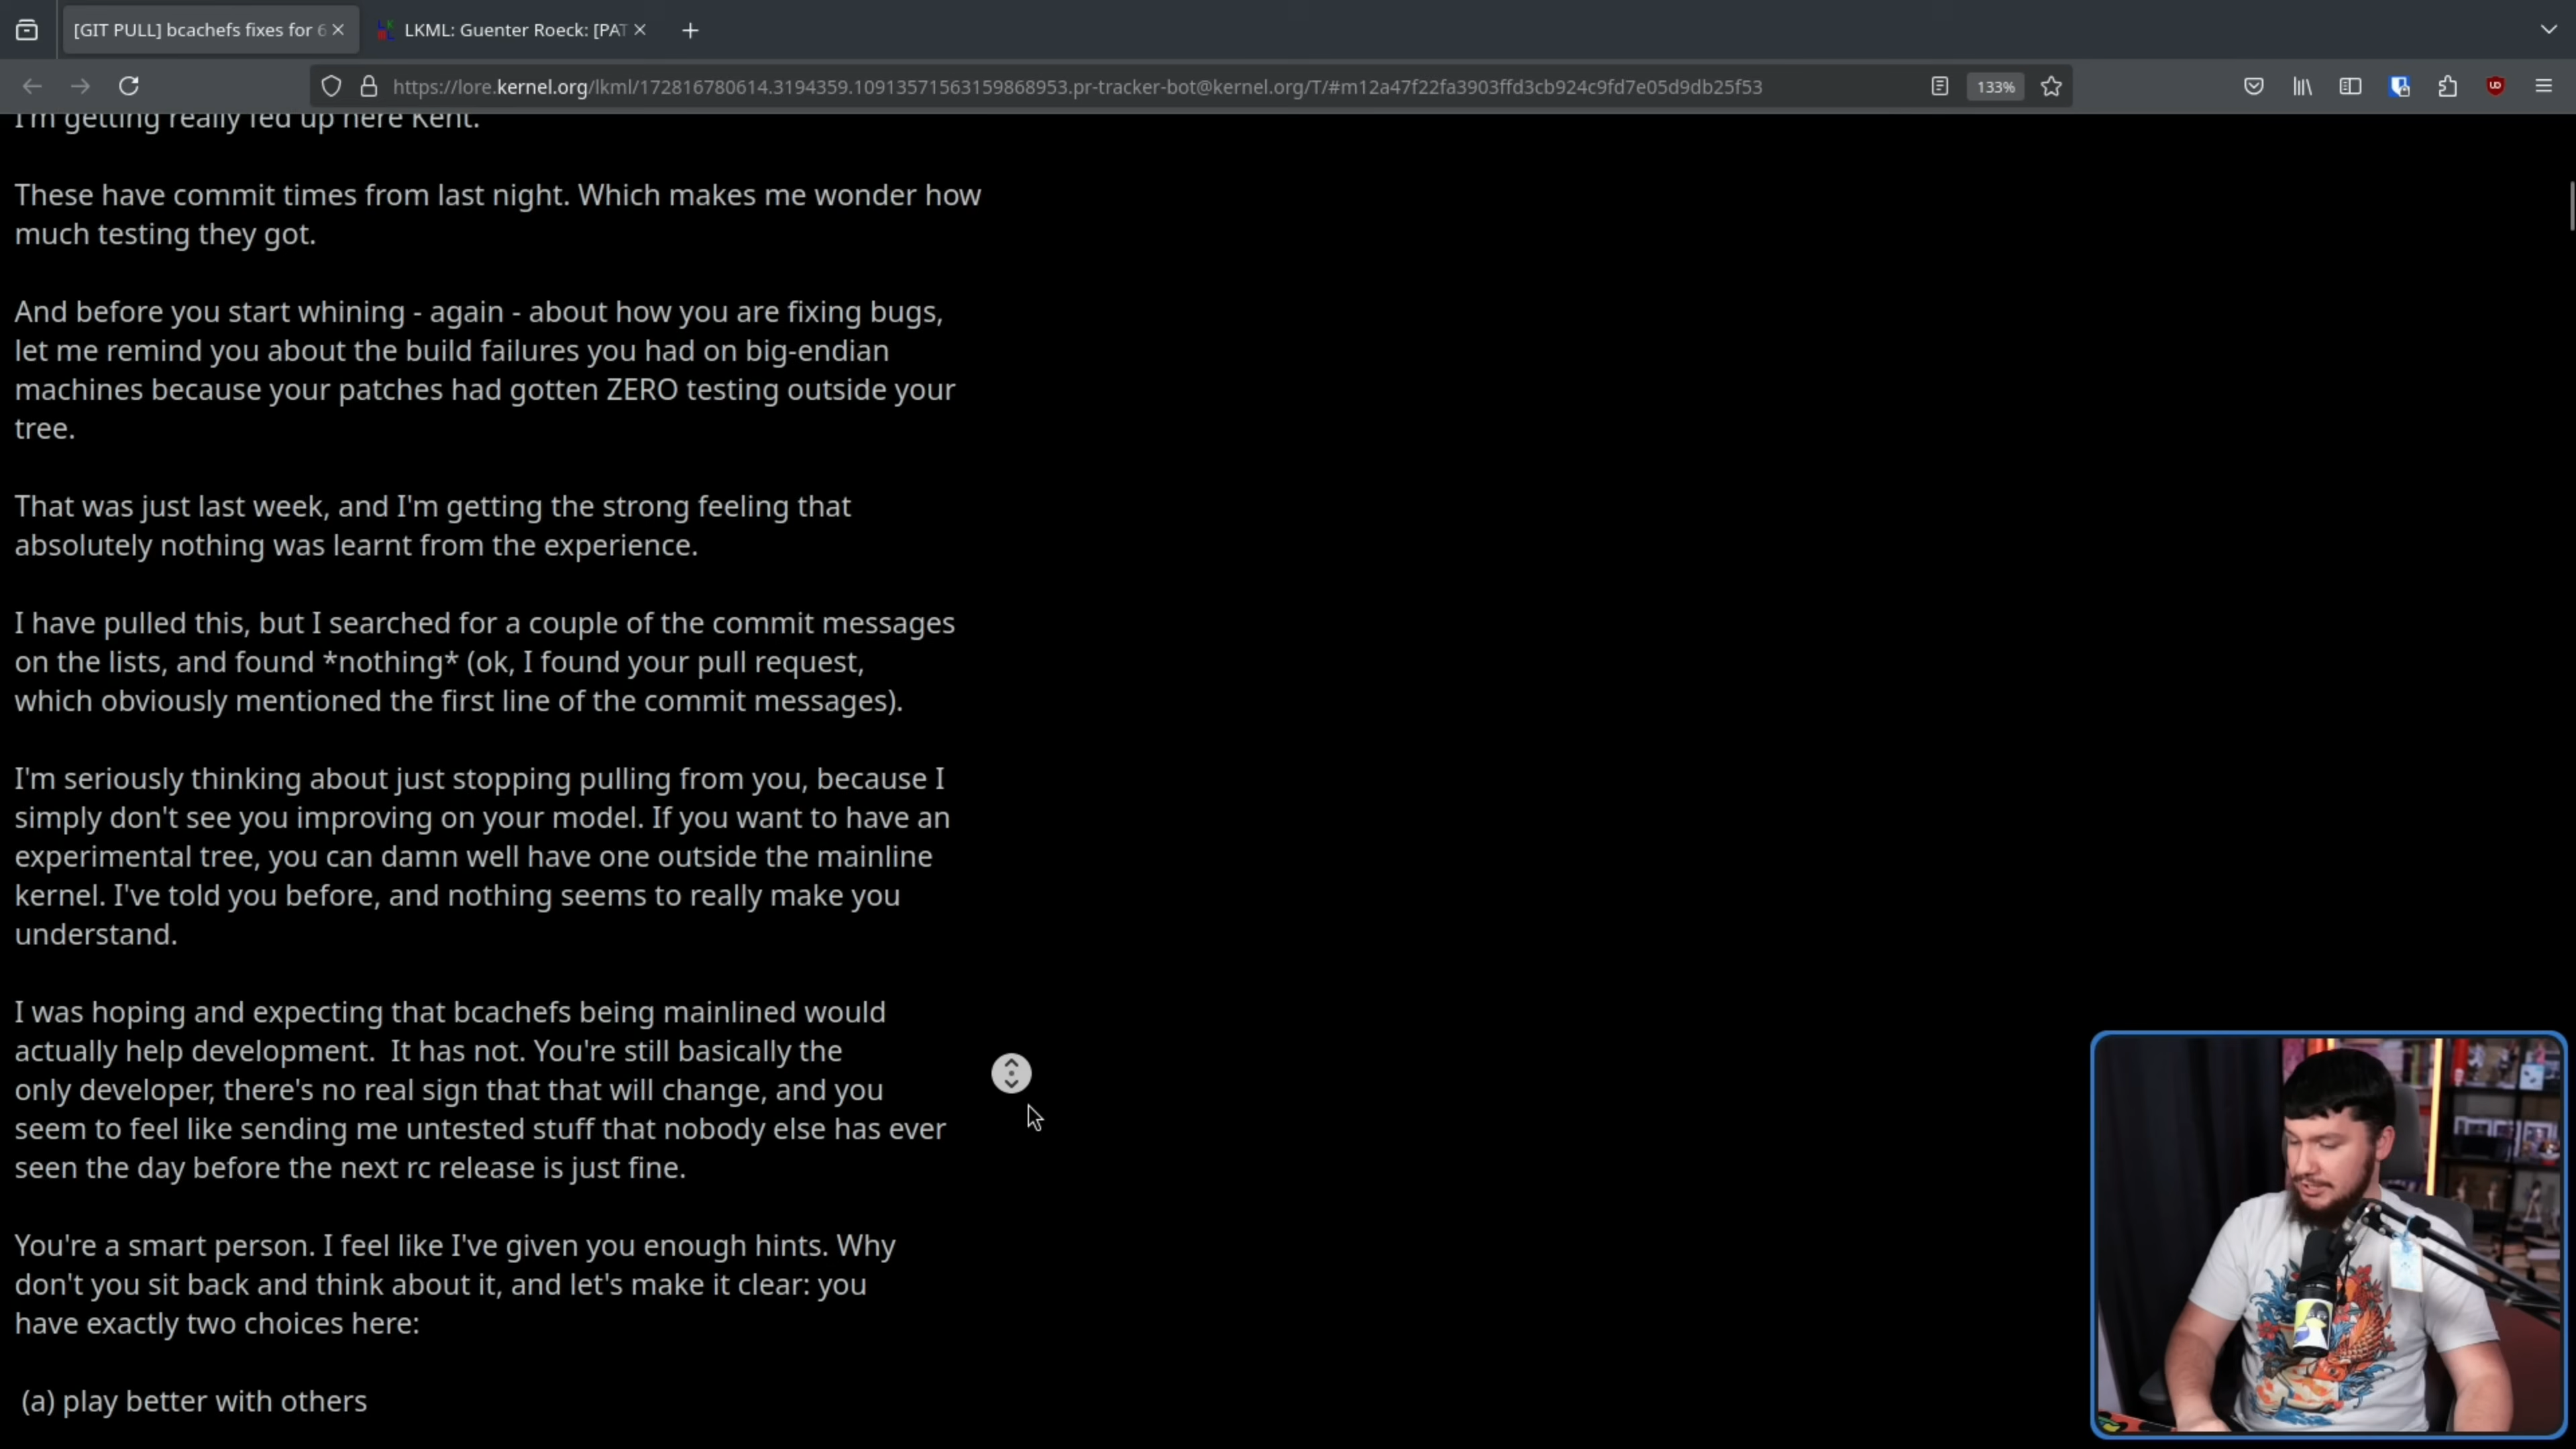 [GIT PULL] bcachefs fixes for 6
LKML: Guenter Roeck: [PAT
https://lore.kernel.org/lkml/172816780614.3194359.10913571563159868953.pr-tracker-bot@kernel.org/T/#m12a47f22fa3903ffd3cb924c9fd7e05d9db25f53
133%
I'm getting really fed up here Kent.
These have commit times from last night. Which makes me wonder how
much testing they got.
And before you start whining - again - about how you are fixing bugs,
let me remind you about the build failures you had on big-endian
machines because your patches had gotten ZERO testing outside your
tree.
That was just last week, and I'm getting the strong feeling that
absolutely nothing was learnt from the experience.
I have pulled this, but I searched for a couple of the commit messages
on the lists, and found *nothing* (ok, I found your pull request,
which obviously mentioned the first line of the commit messages).
I'm seriously thinking about just stopping pulling from you, because I
simply don't see you improving on your model. If you want to have an
experimental tree, you can damn well have one outside the mainline
kernel. I've told you before, and nothing seems to really make you
understand.
I was hoping and expecting that bcachefs being mainlined would
actually help development.  It has not. You're still basically the
only developer, there's no real sign that that will change, and you
seem to feel like sending me untested stuff that nobody else has ever
seen the day before the next rc release is just fine.
You're a smart person. I feel like I've given you enough hints. Why
don't you sit back and think about it, and let's make it clear: you
have exactly two choices here:
(a) play better with others